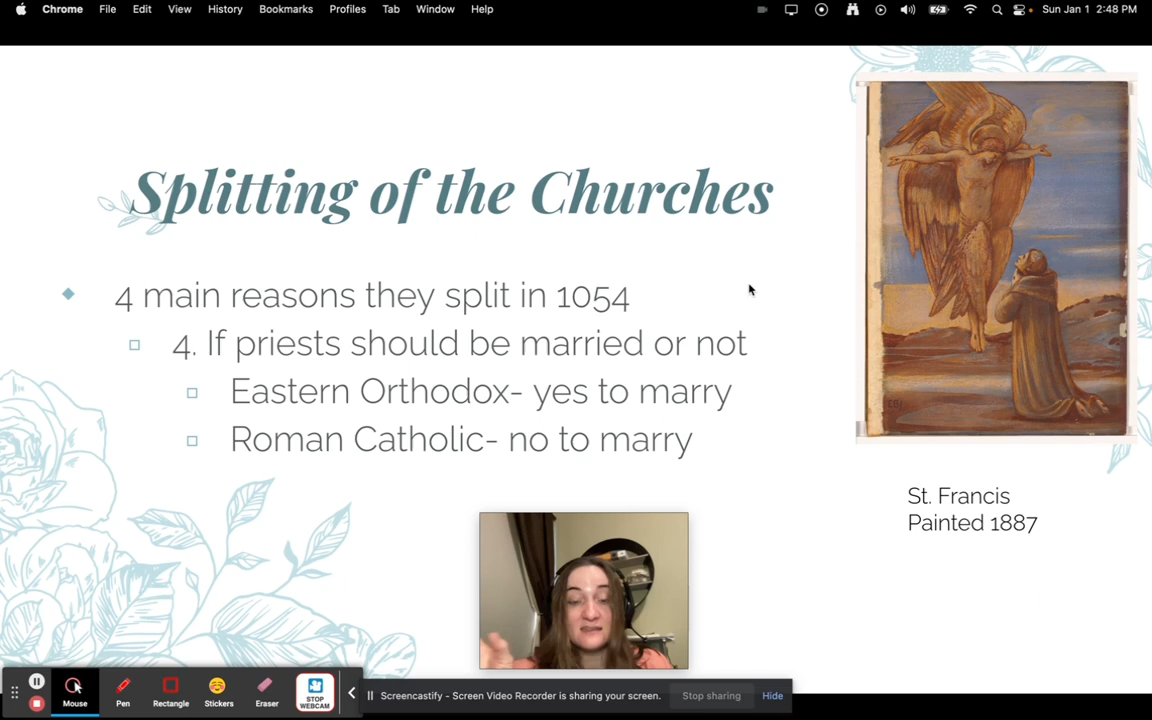 Chrome File Edit View History Bookmarks Profiles Tab Window Help Sun Jan 1 2:48 PM
Splitting of the Churches
4 main reasons they split in 1054
4. If priests should be married or not
Eastern Orthodox- yes to marry
Roman Catholic- no to marry
St. Francis
Painted 1887
Mouse Pen Rectangle Stickers Eraser STOP WEBCAM
Screencastify - Screen Video Recorder is sharing your screen. Stop sharing Hide